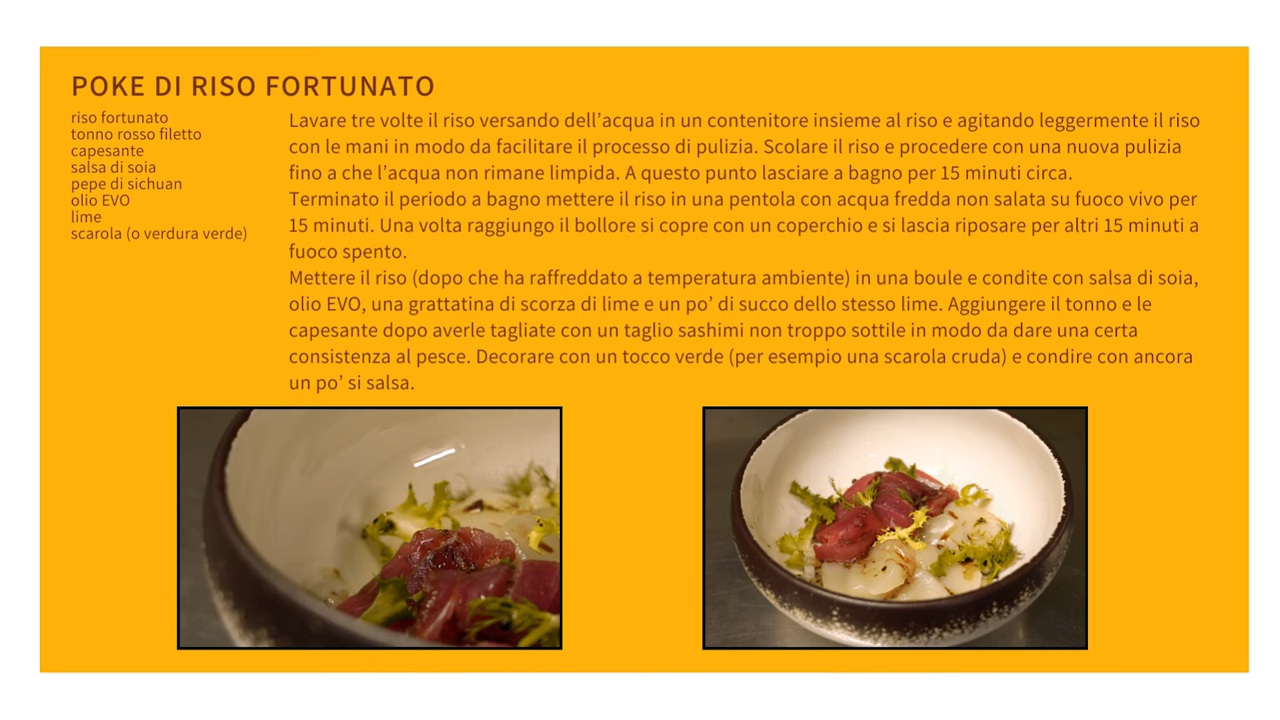 POKE DI RISO FORTUNATO
riso fortunato
tonno rosso filetto
capesante
salsa di soia
pepe di sichuan
olio EVO
lime
scarola (o verdura verde)
Lavare tre volte il riso versando dell’acqua in un contenitore insieme al riso e agitando leggermente il riso
con le mani in modo da facilitare il processo di pulizia. Scolare il riso e procedere con una nuova pulizia
fino a che l’acqua non rimane limpida. A questo punto lasciare a bagno per 15 minuti circa.
Terminato il periodo a bagno mettere il riso in una pentola con acqua fredda non salata su fuoco vivo per
15 minuti. Una volta raggiungo il bollore si copre con un coperchio e si lascia riposare per altri 15 minuti a
fuoco spento.
Mettere il riso (dopo che ha raffreddato a temperatura ambiente) in una boule e condite con salsa di soia,
olio EVO, una grattatina di scorza di lime e un po’ di succo dello stesso lime. Aggiungere il tonno e le
capesante dopo averle tagliate con un taglio sashimi non troppo sottile in modo da dare una certa
consistenza al pesce. Decorare con un tocco verde (per esempio una scarola cruda) e condire con ancora
un po’ si salsa.